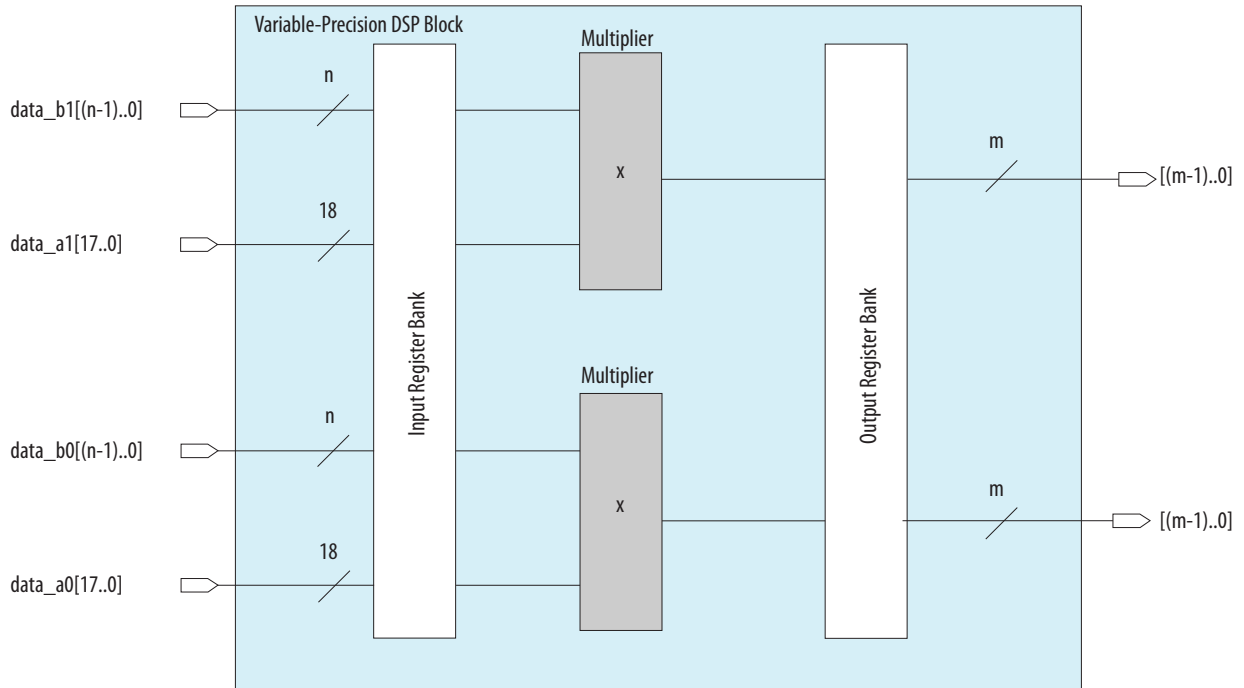 Variable-Precision DSP Block
Multiplier
n
data_b1[(n-1)..0]
m
x
[(m-1)..0]
18
data_a1[17..0]
Input Register Bank
Output Register Bank
Multiplier
n
data_b0[(n-1)..0]
m
x
[(m-1)..0]
18
data_a0[17..0]